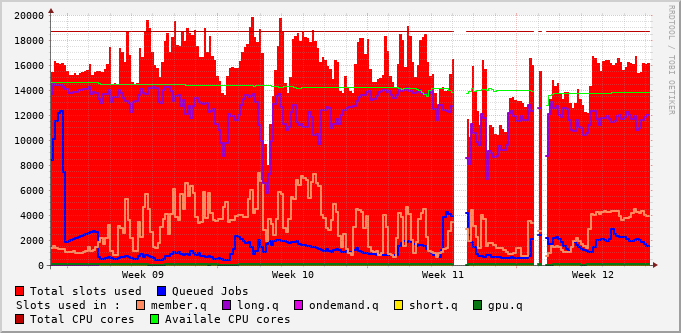 20000
18000
16000
14000
12000
10000
8000
6000
4000
2000
0
Week 09 Week 10 Week 11 Week 12
RRDTOOL / TOBI OETIKER
Total slots used Queued Jobs
Slots used in : member.q long.q ondemand.q short.q gpu.q
Total CPU cores Availale CPU cores